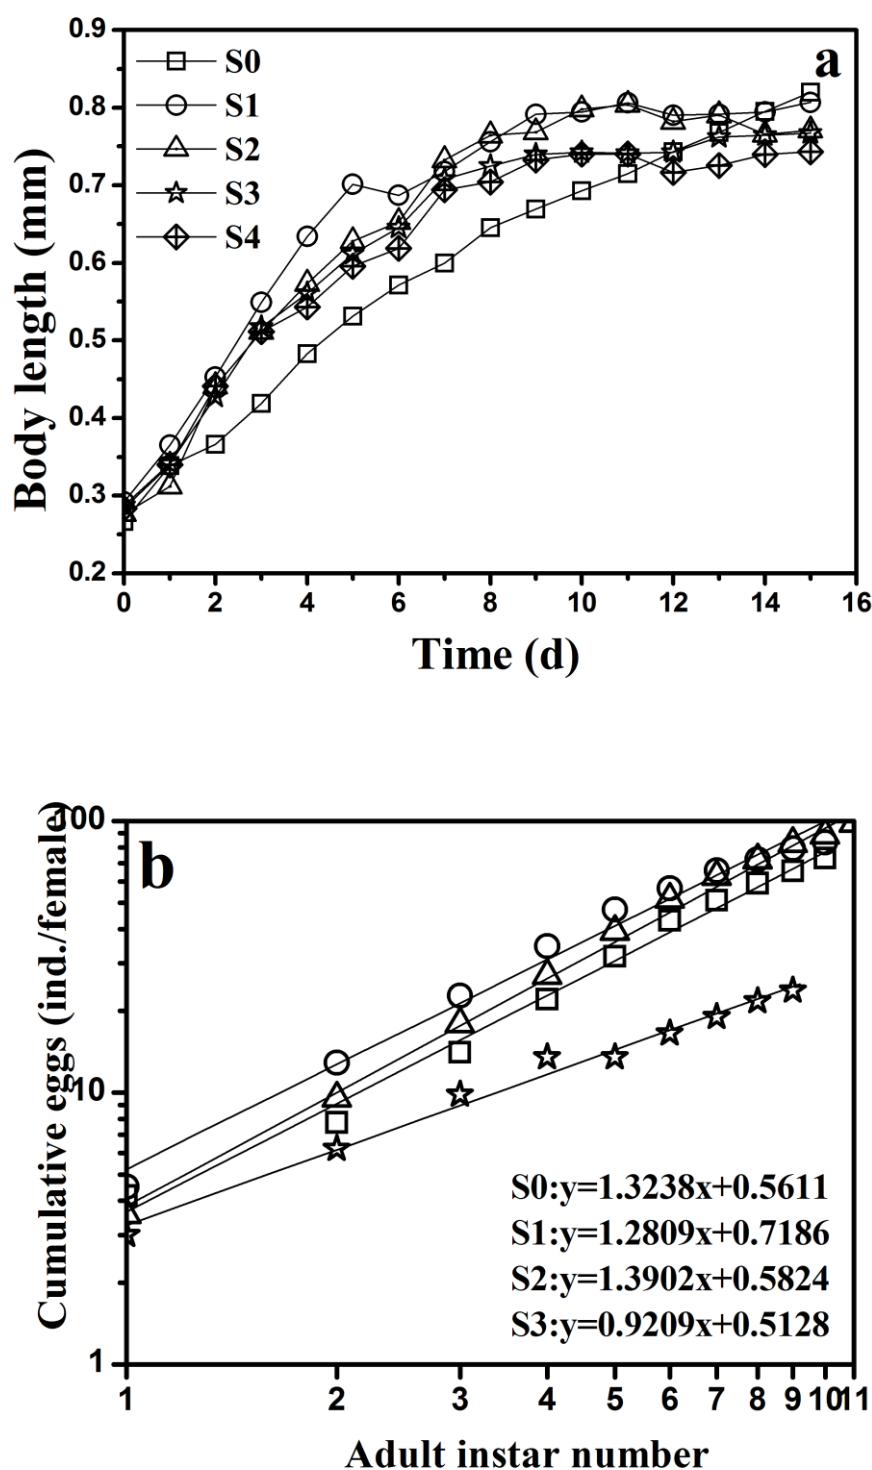 0.9
0.8
0.7
0.6
0.5
0.4
0.3
0.2
Body length (mm)
S0
S1
S2
S3
S4
a
0 2 4 6 8 10 12 14 16
Time (d)
100
10
1
Cumulative eggs (ind./female)
b
S0:y=1.3238x+0.5611
S1:y=1.2809x+0.7186
S2:y=1.3902x+0.5824
S3:y=0.9209x+0.5128
1 2 3 4 5 6 7 8 9 10 11
Adult instar number